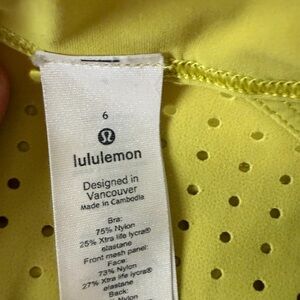 6
lululemon
Designed in
Vancouver
Made in Cambodia
Bra:
75% Nylon
25% Xtra life lycra®
elastane
Front mesh panel:
Face:
73% Nylon
27% Xtra life lycra®
elastane
Back:
Nylon